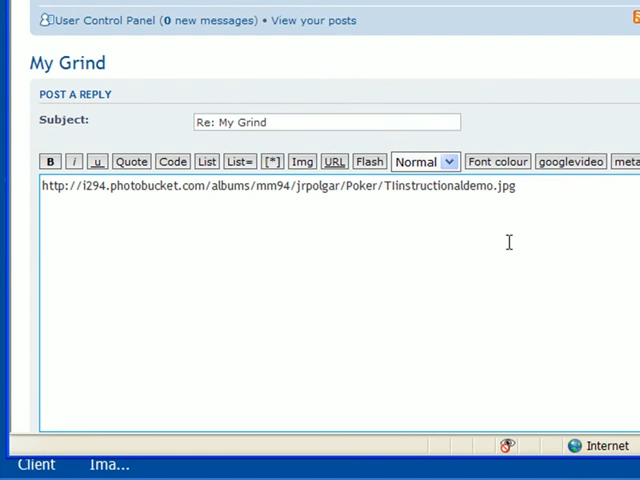 User Control Panel (0 new messages) • View your posts
My Grind
POST A REPLY
Subject: Re: My Grind
B i u Quote Code List List= [*] Img URL Flash Normal Font colour googlevideo meta
http://i294.photobucket.com/albums/mm94/jrpolgar/Poker/TIinstructionaldemo.jpg
Internet
Client Ima...